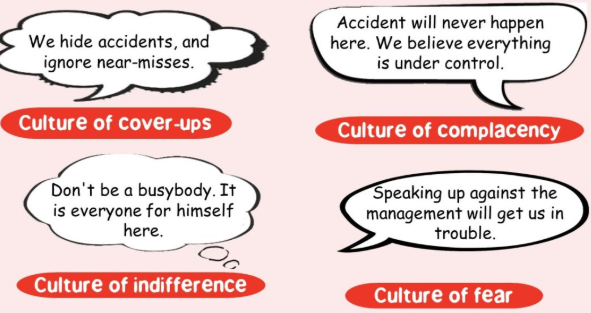 We hide accidents, and
ignore near-misses.
Culture of cover-ups
Accident will never happen
here. We believe everything
is under control.
Culture of complacency
Don't be a busybody. It
is everyone for himself
here.
Culture of indifference
Speaking up against the
management will get us in
trouble.
Culture of fear